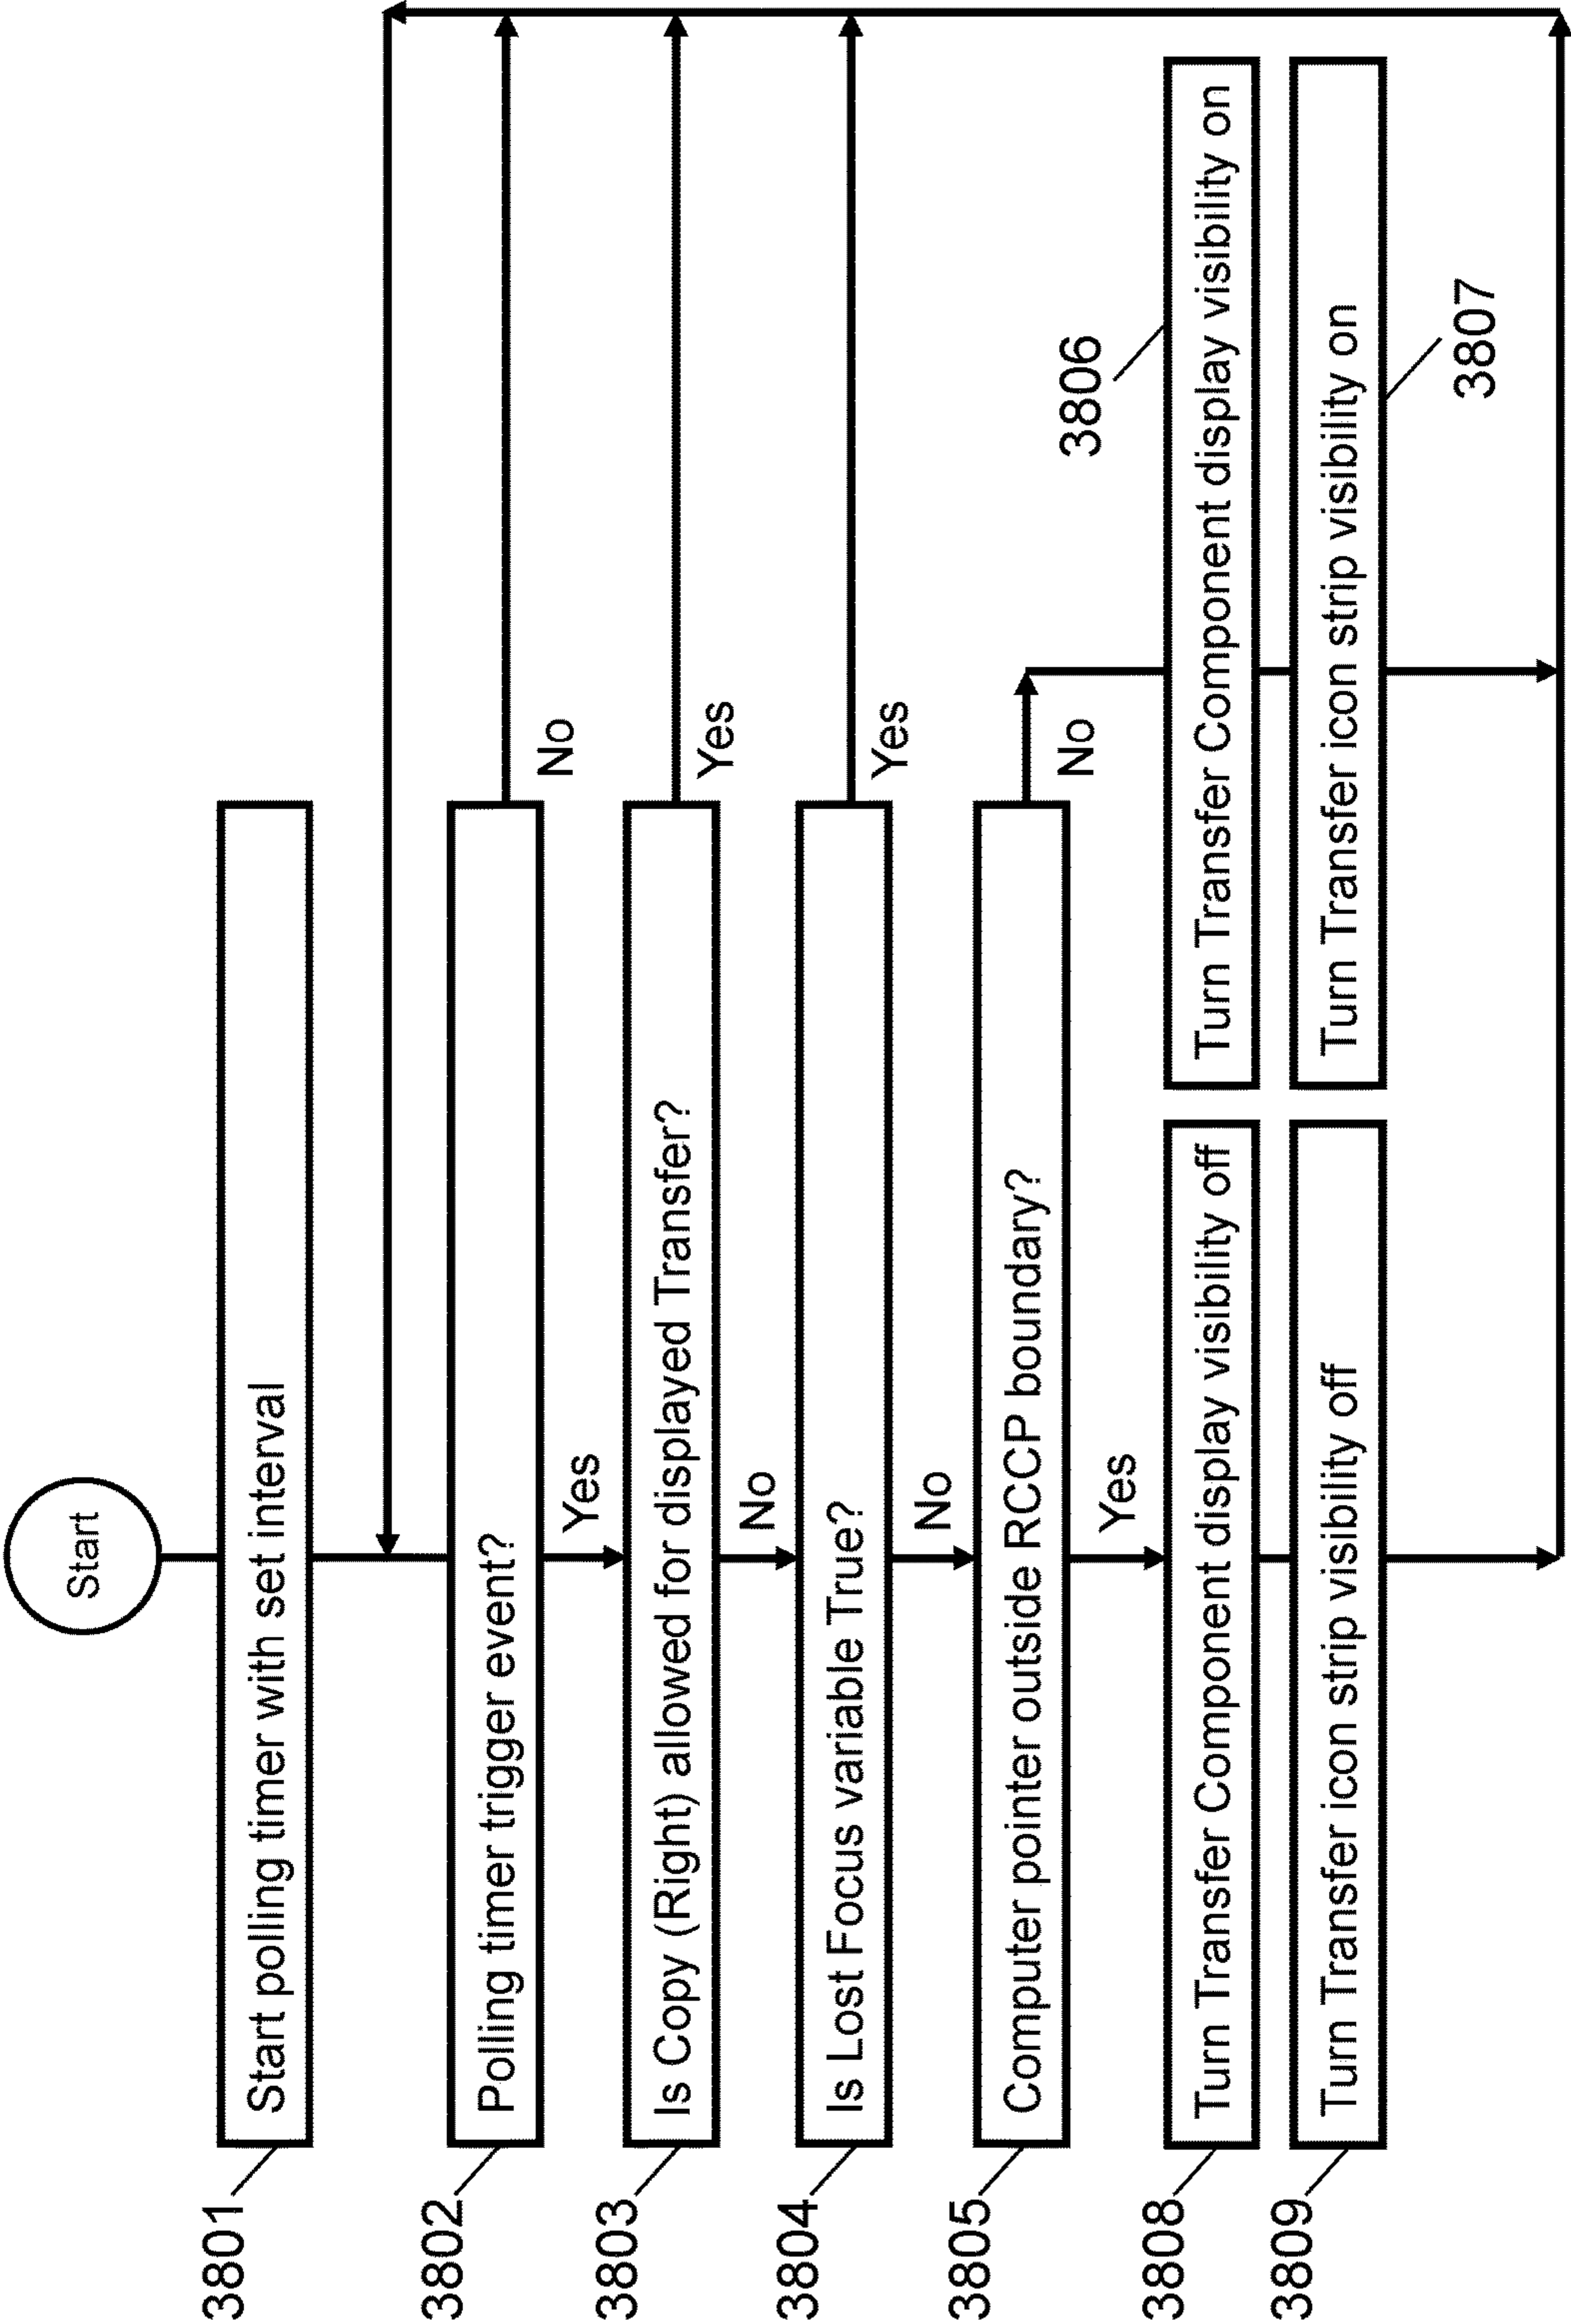 Start
3801
Start polling timer with set interval
3802
Polling timer trigger event?
No
Yes
3803
Is Copy (Right) allowed for displayed Transfer?
Yes
No
3804
Is Lost Focus variable True?
Yes
No
3805
Computer pointer outside RCCP boundary?
No
Yes
3806
3808
Turn Transfer Component display visibility off
Turn Transfer Component display visibility on
3809
Turn Transfer icon strip visibility off
Turn Transfer icon strip visibility on
3807